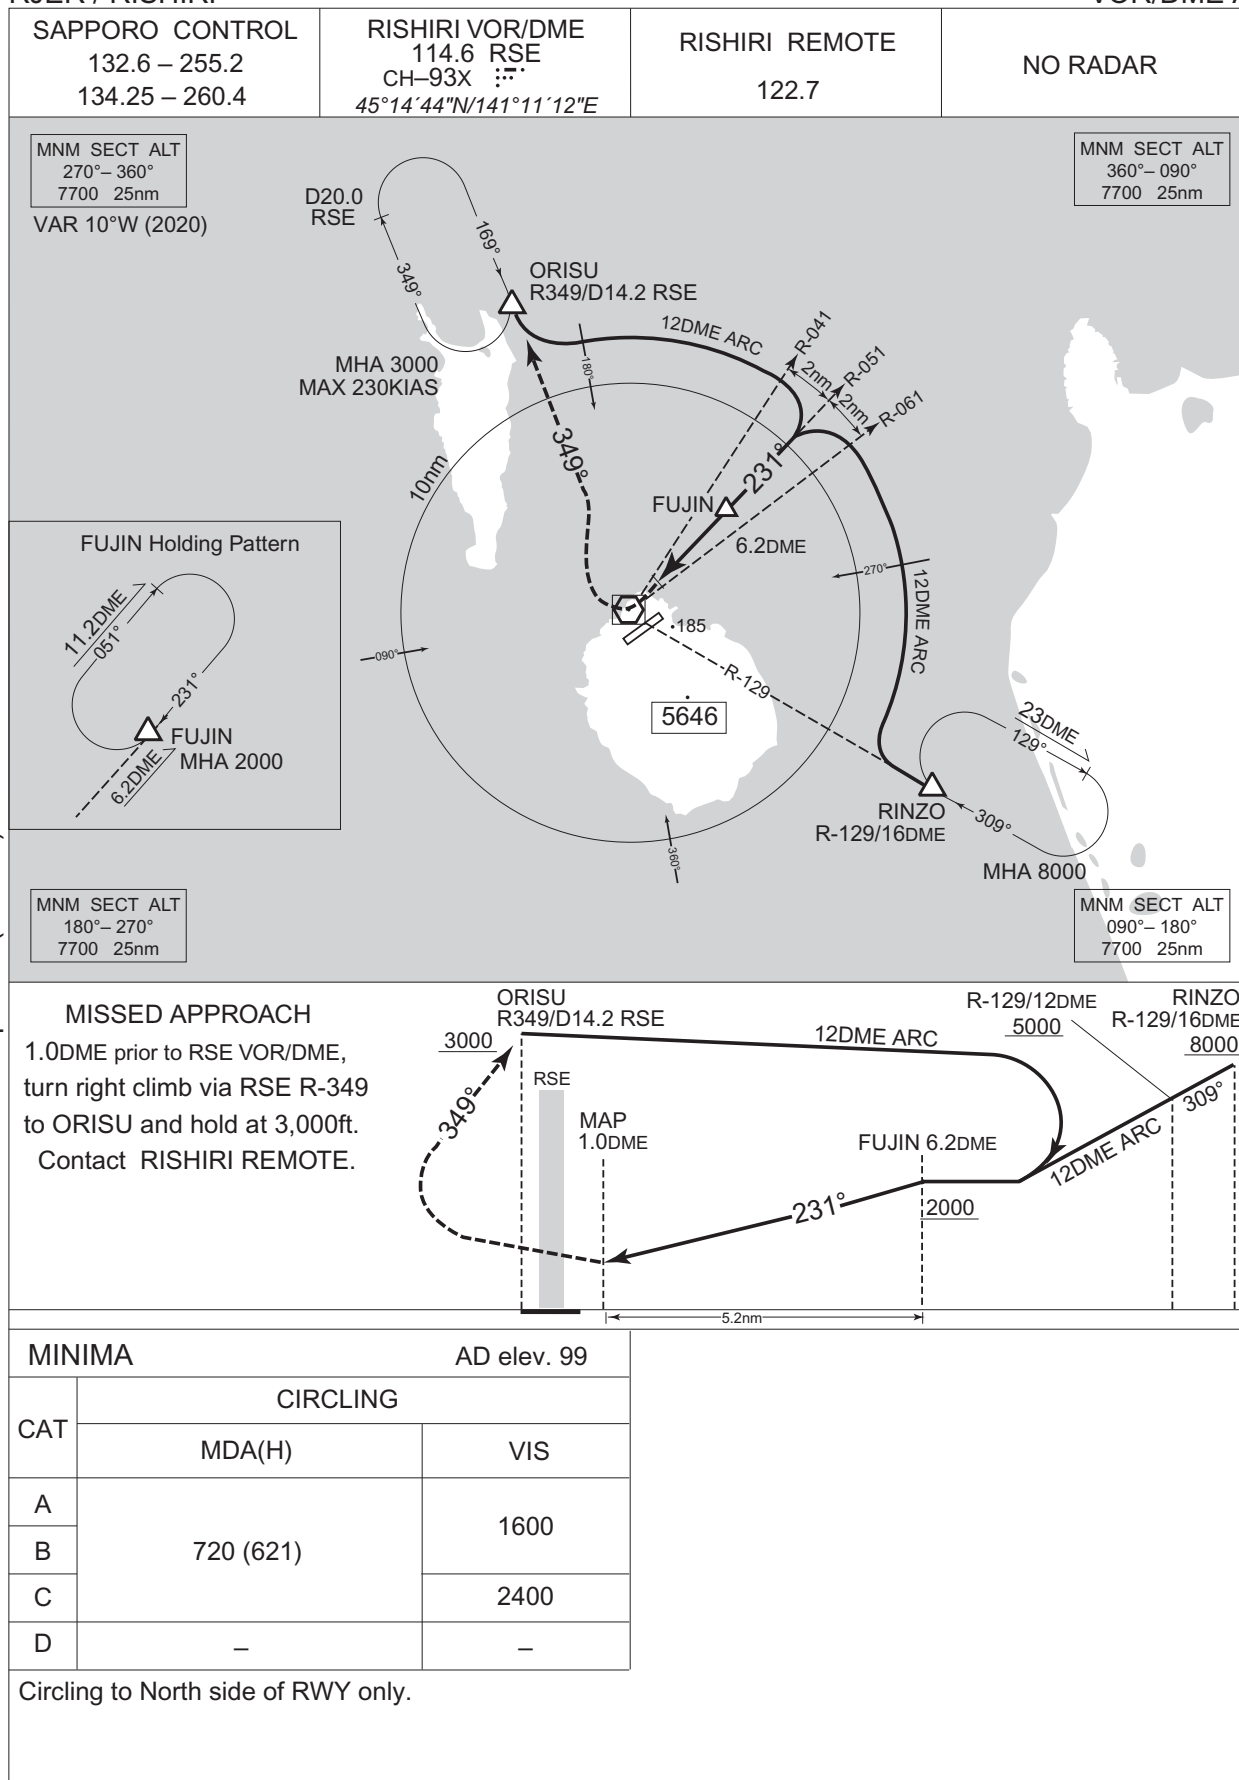 SAPPORO CONTROL
132.6 – 255.2
134.25 – 260.4
RISHIRI VOR/DME
114.6 RSE
CH–93X
45°14´44"N/141°11´12"E
RISHIRI REMOTE
122.7
NO RADAR
MNM SECT ALT
270°– 360°
7700 25nm
VAR 10°W (2020)
MNM SECT ALT
360°– 090°
7700 25nm
D20.0
RSE
169°
349°
ORISU
R349/D14.2 RSE
MHA 3000
MAX 230KIAS
12DME ARC
180°
R-041
2nm
R-051
2nm
R-061
349°
231°
10nm
FUJIN
6.2DME
270°
12DME ARC
FUJIN Holding Pattern
11.2DME
051°
231°
FUJIN
MHA 2000
6.2DME
090°
185
R-129
5646
23DME
129°
RINZO
R-129/16DME
309°
MHA 8000
360°
MNM SECT ALT
180°– 270°
7700 25nm
MNM SECT ALT
090°– 180°
7700 25nm
MISSED APPROACH
1.0DME prior to RSE VOR/DME,
turn right climb via RSE R-349
to ORISU and hold at 3,000ft.
Contact RISHIRI REMOTE.
ORISU
R349/D14.2 RSE
3000
12DME ARC
R-129/12DME
5000
RINZO
R-129/16DME
8000
349°
RSE
MAP
1.0DME
FUJIN 6.2DME
12DME ARC
309°
231°
2000
5.2nm
MINIMA AD elev. 99
CAT
CIRCLING
MDA(H) VIS
A
B
C
D
720 (621)
1600
2400
– –
Circling to North side of RWY only.